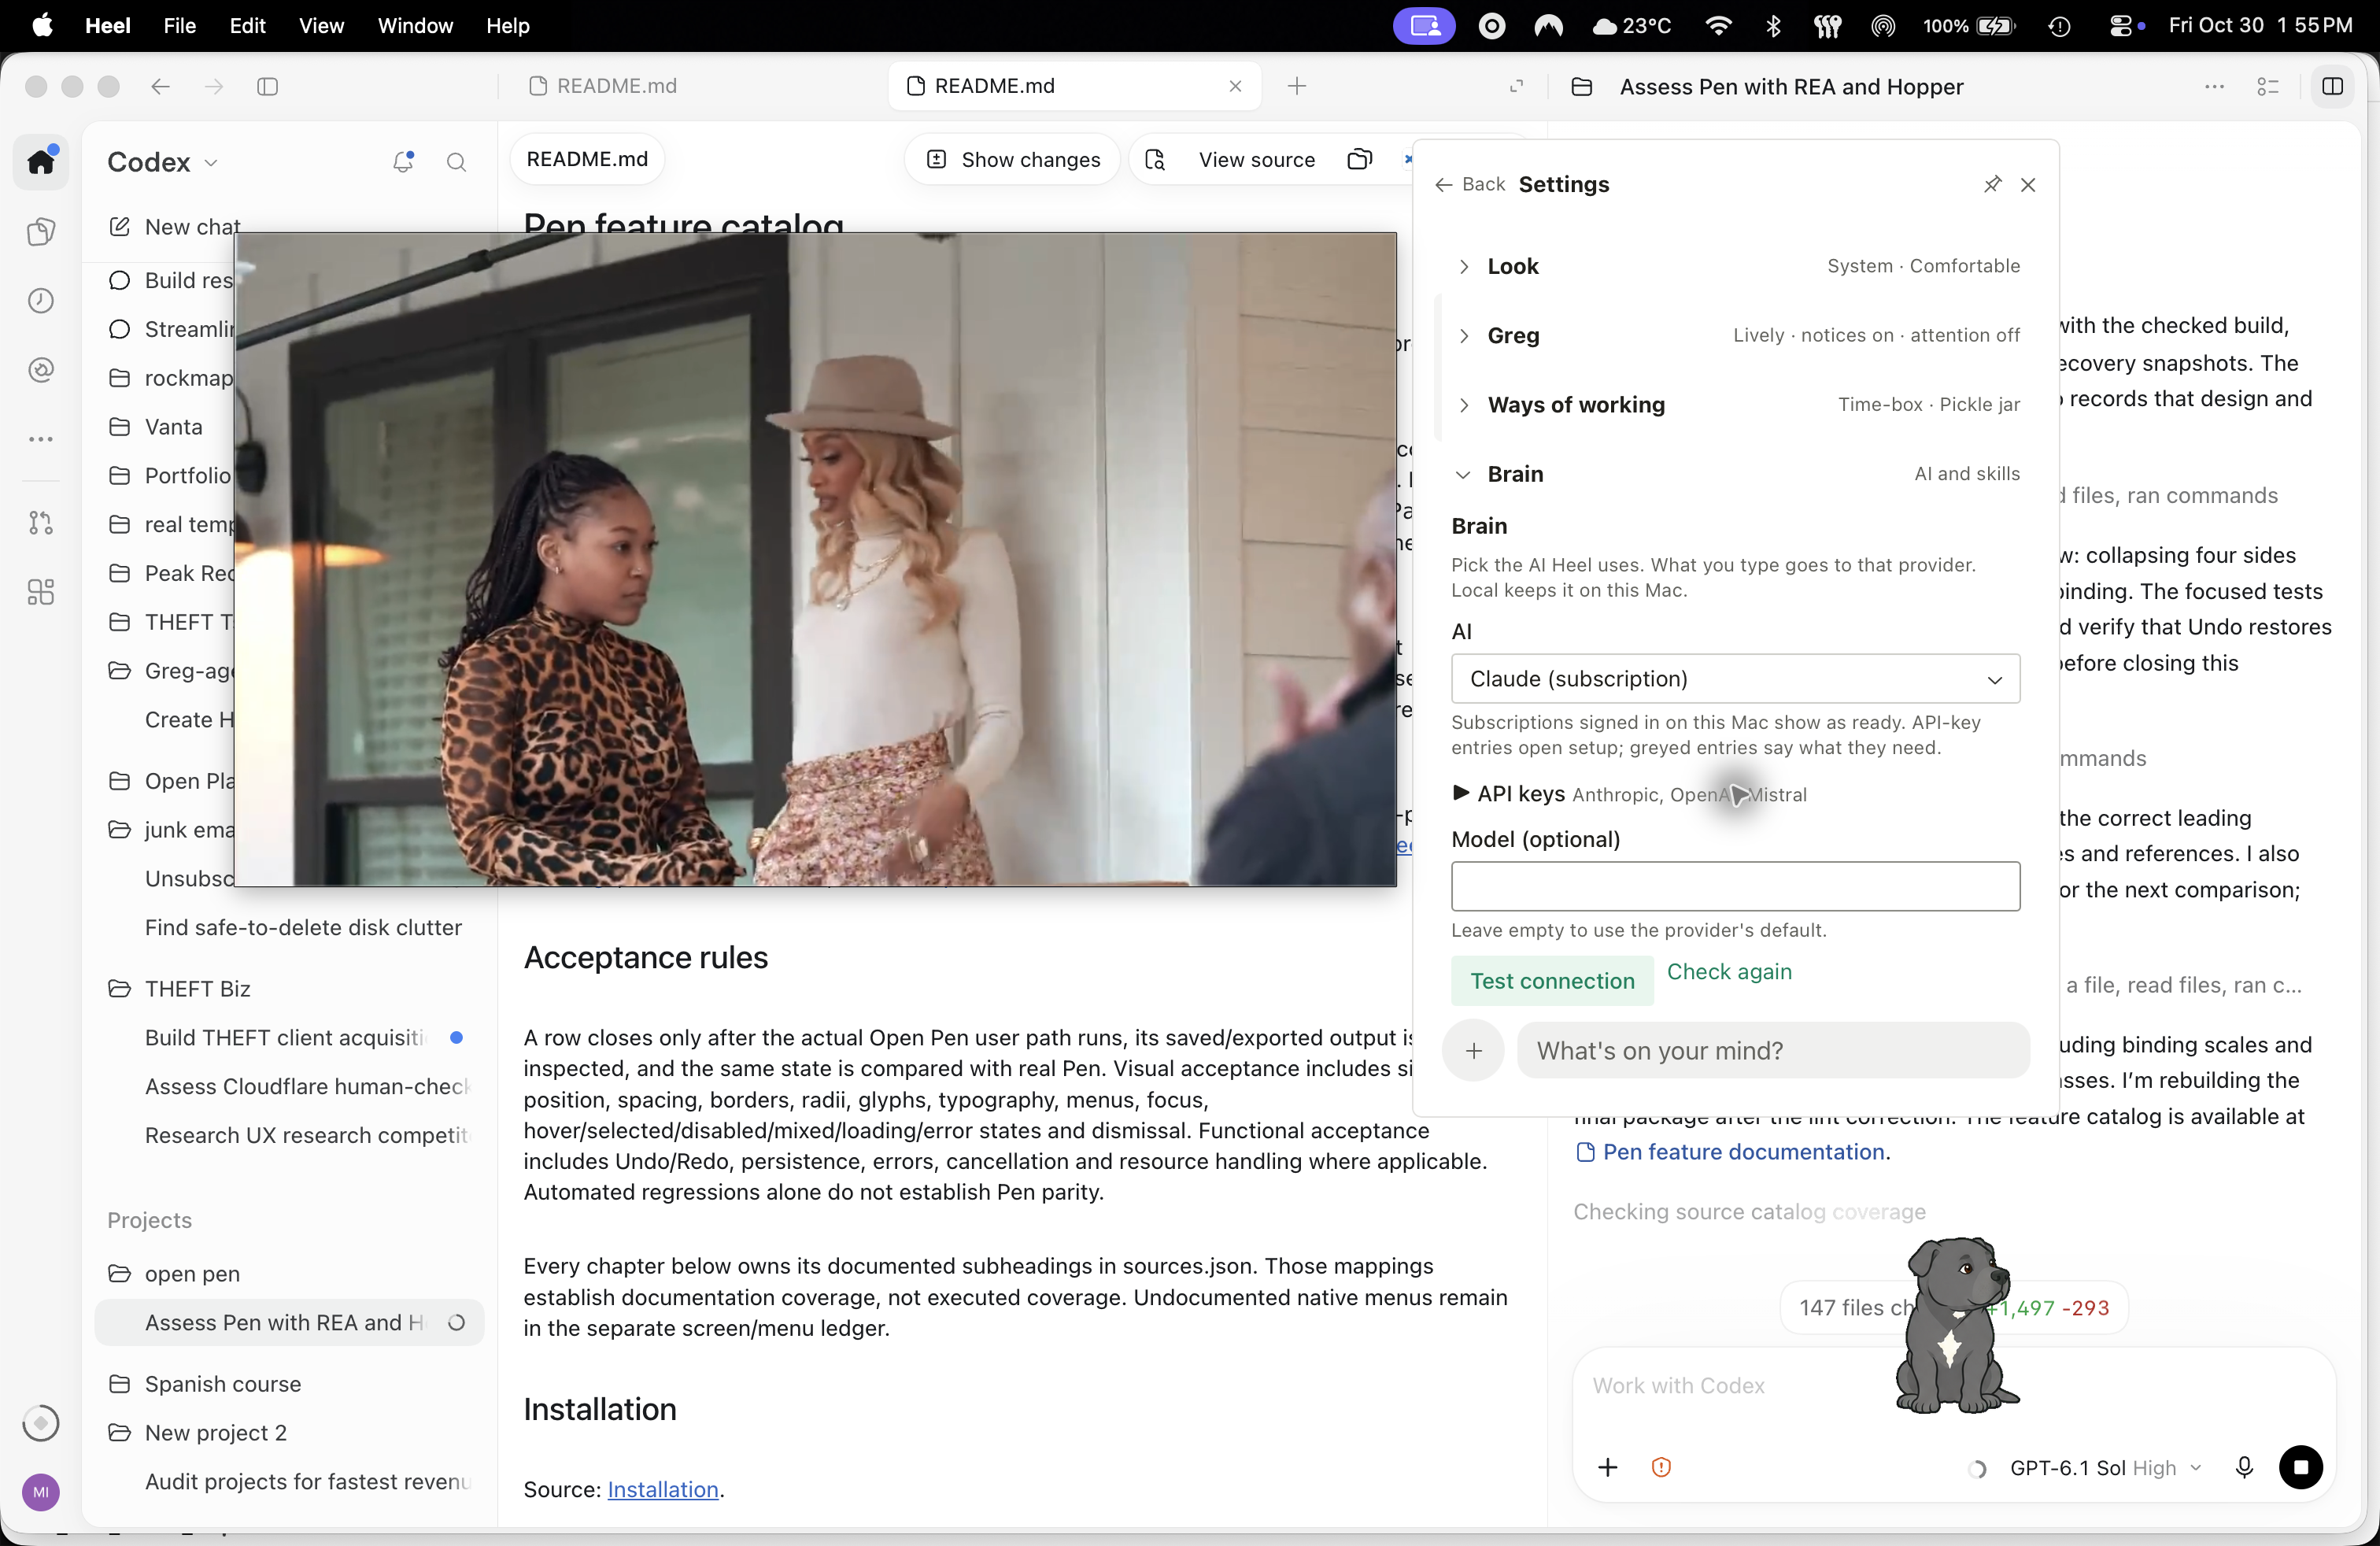 Heel File Edit View Window Help
23°C 100% Fri Oct 30 1 55 PM
README.md
README.md
Assess Pen with REA and Hopper
Codex
New chat
Build res
Streamlin
rockmap
Vanta
Portfolio
real temp
Peak Rec
THEFT T
Greg-age
Create H
Open Pla
junk ema
Unsubsc
Find safe-to-delete disk clutter
THEFT Biz
Build THEFT client acquisiti
Assess Cloudflare human-check
Research UX research competit
Projects
open pen
Assess Pen with REA and H
Spanish course
New project 2
Audit projects for fastest revenu
MI
README.md
Show changes
View source
Pen feature catalog
Acceptance rules
A row closes only after the actual Open Pen user path runs, its saved/exported output is
inspected, and the same state is compared with real Pen. Visual acceptance includes si
position, spacing, borders, radii, glyphs, typography, menus, focus,
hover/selected/disabled/mixed/loading/error states and dismissal. Functional acceptance
includes Undo/Redo, persistence, errors, cancellation and resource handling where applicable.
Automated regressions alone do not establish Pen parity.
Every chapter below owns its documented subheadings in sources.json. Those mappings
establish documentation coverage, not executed coverage. Undocumented native menus remain
in the separate screen/menu ledger.
Installation
Source: Installation.
Back Settings
Look System · Comfortable
Greg Lively · notices on · attention off
Ways of working Time-box · Pickle jar
Brain AI and skills
Brain
Pick the AI Heel uses. What you type goes to that provider.
Local keeps it on this Mac.
AI
Claude (subscription)
Subscriptions signed in on this Mac show as ready. API-key
entries open setup; greyed entries say what they need.
API keys Anthropic, OpenA Mistral
Model (optional)
Leave empty to use the provider's default.
Test connection Check again
What's on your mind?
with the checked build,
ecovery snapshots. The
records that design and
d files, ran commands
w: collapsing four sides
binding. The focused tests
d verify that Undo restores
before closing this
mmands
the correct leading
es and references. I also
or the next comparison;
a file, read files, ran c...
uding binding scales and
sses. I'm rebuilding the
final package after the lint correction. The feature catalog is available at
Pen feature documentation.
Checking source catalog coverage
147 files ch +1,497 -293
Work with Codex
GPT-6.1 Sol High